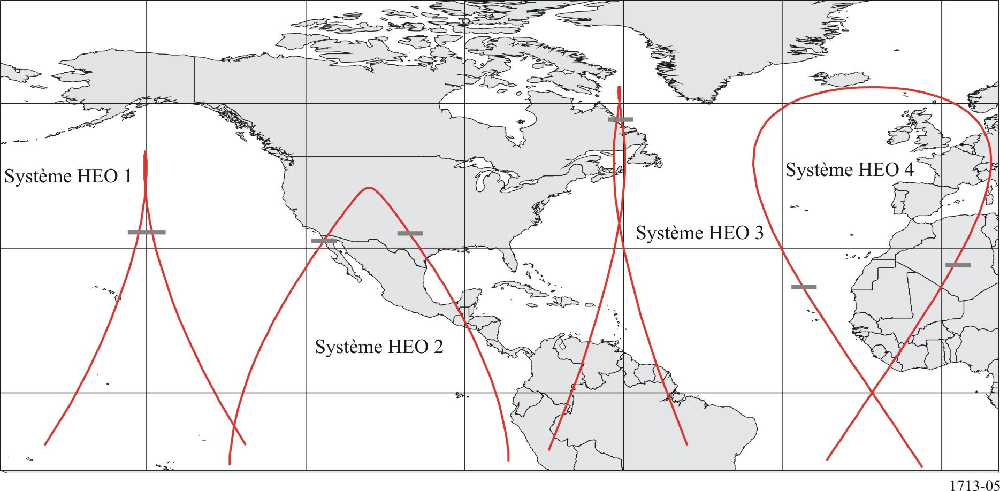 Système HEO 1
Système HEO 4
Système HEO 3
Système HEO 2
1713-05